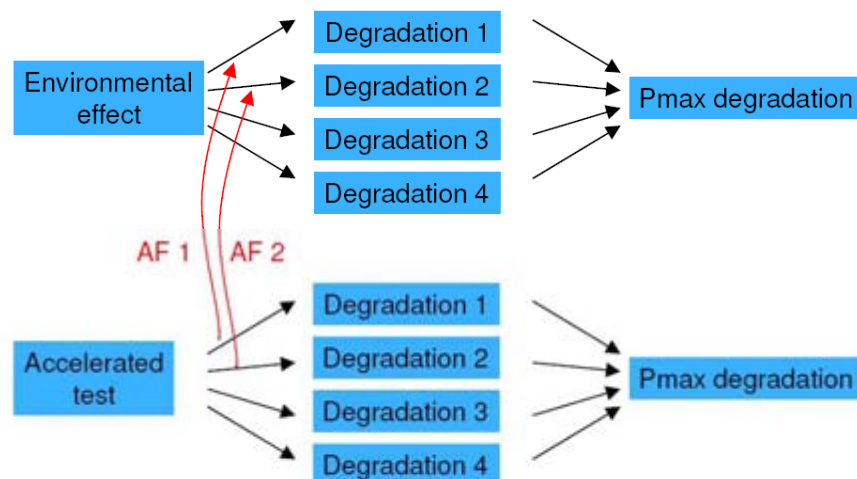 Degradation 1
Environmental
effect
Degradation 2
Pmax degradation
Degradation 3
Degradation 4
AF 1
AF 2
Degradation 1
Accelerated
test
Degradation 2
Pmax degradation
Degradation 3
Degradation 4